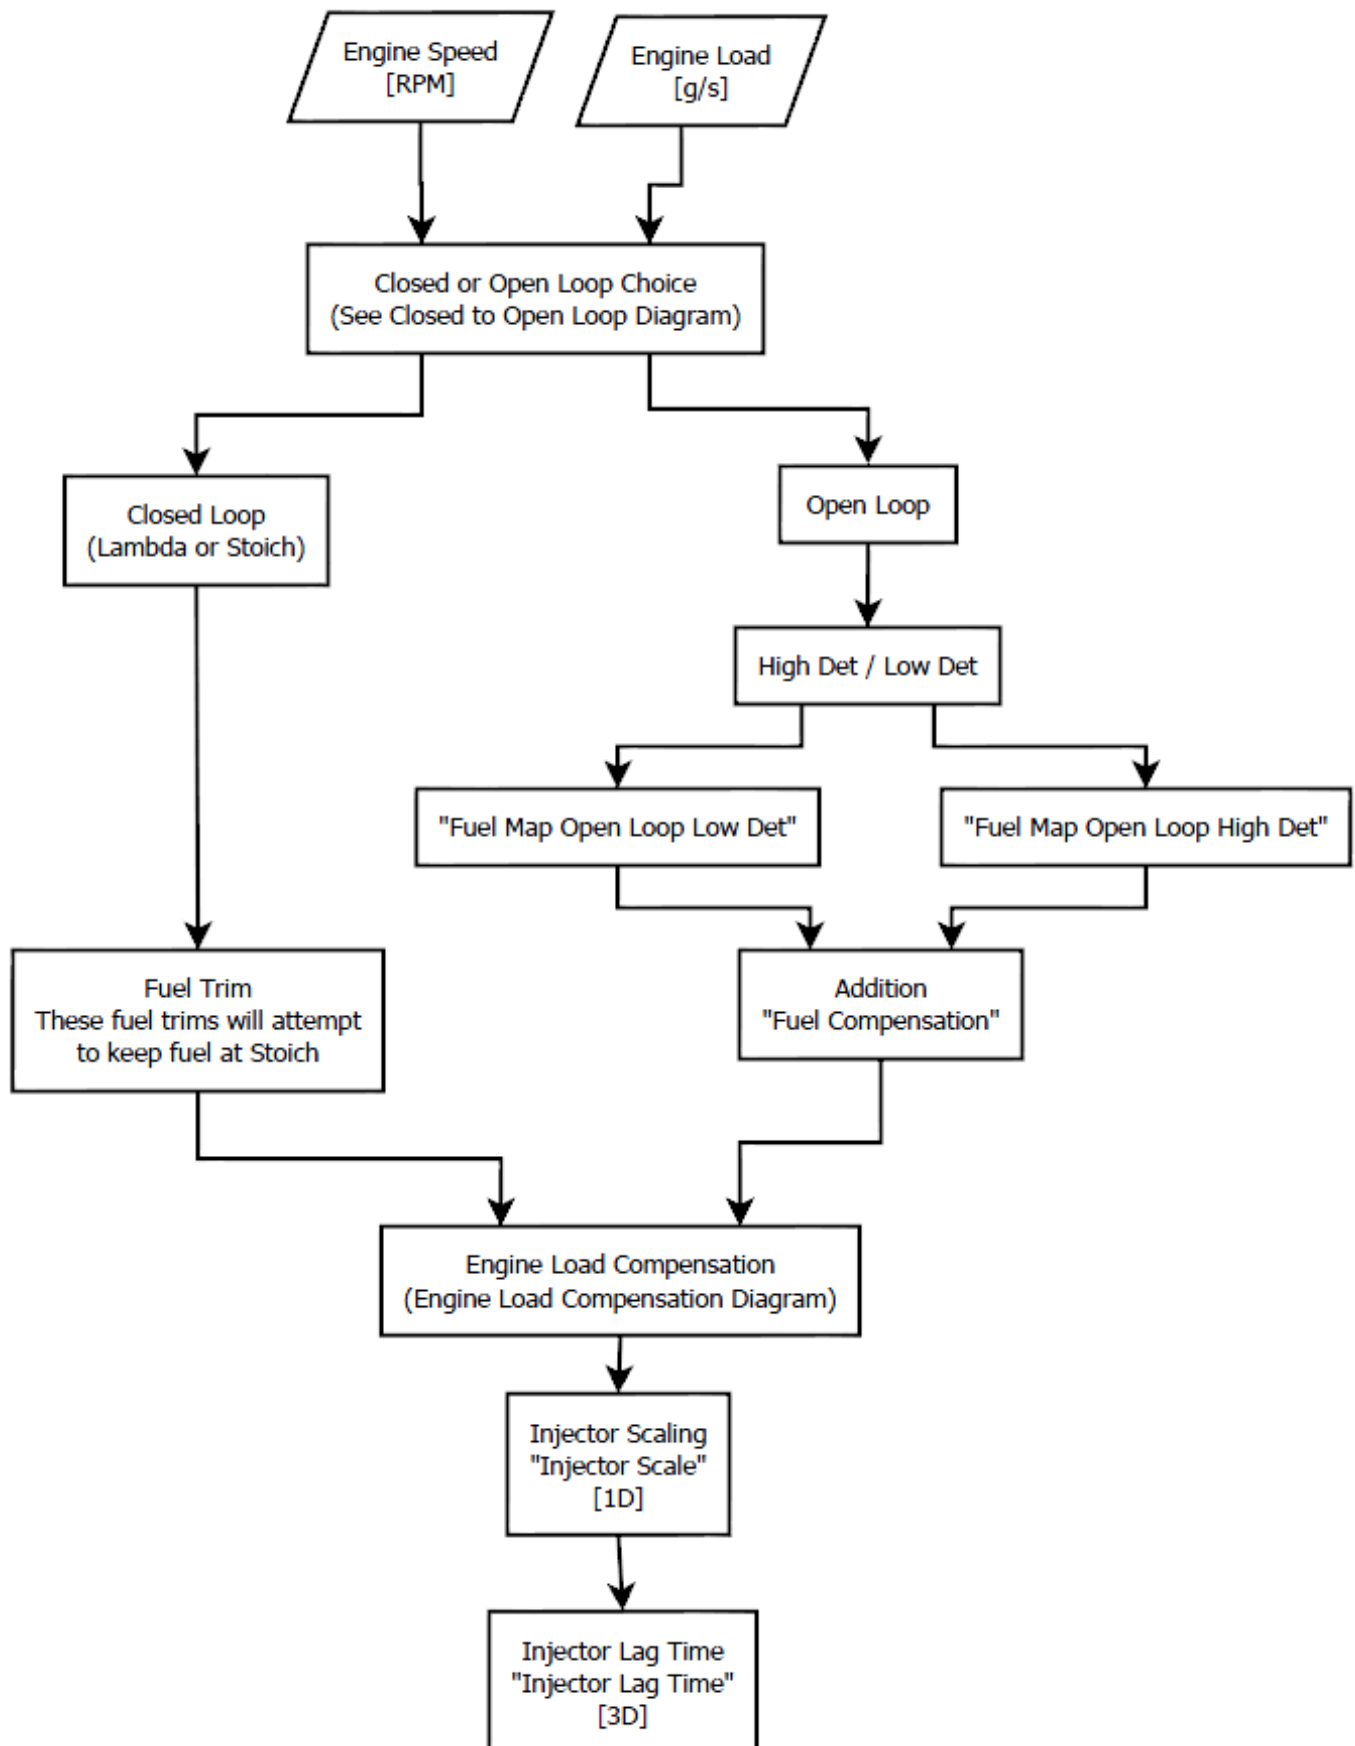 Engine Speed
[RPM]
Engine Load
[g/s]
Closed or Open Loop Choice
(See Closed to Open Loop Diagram)
Closed Loop
(Lambda or Stoich)
Open Loop
High Det / Low Det
"Fuel Map Open Loop Low Det"
"Fuel Map Open Loop High Det"
Fuel Trim
These fuel trims will attempt
to keep fuel at Stoich
Addition
"Fuel Compensation"
Engine Load Compensation
(Engine Load Compensation Diagram)
Injector Scaling
"Injector Scale"
[1D]
Injector Lag Time
"Injector Lag Time"
[3D]